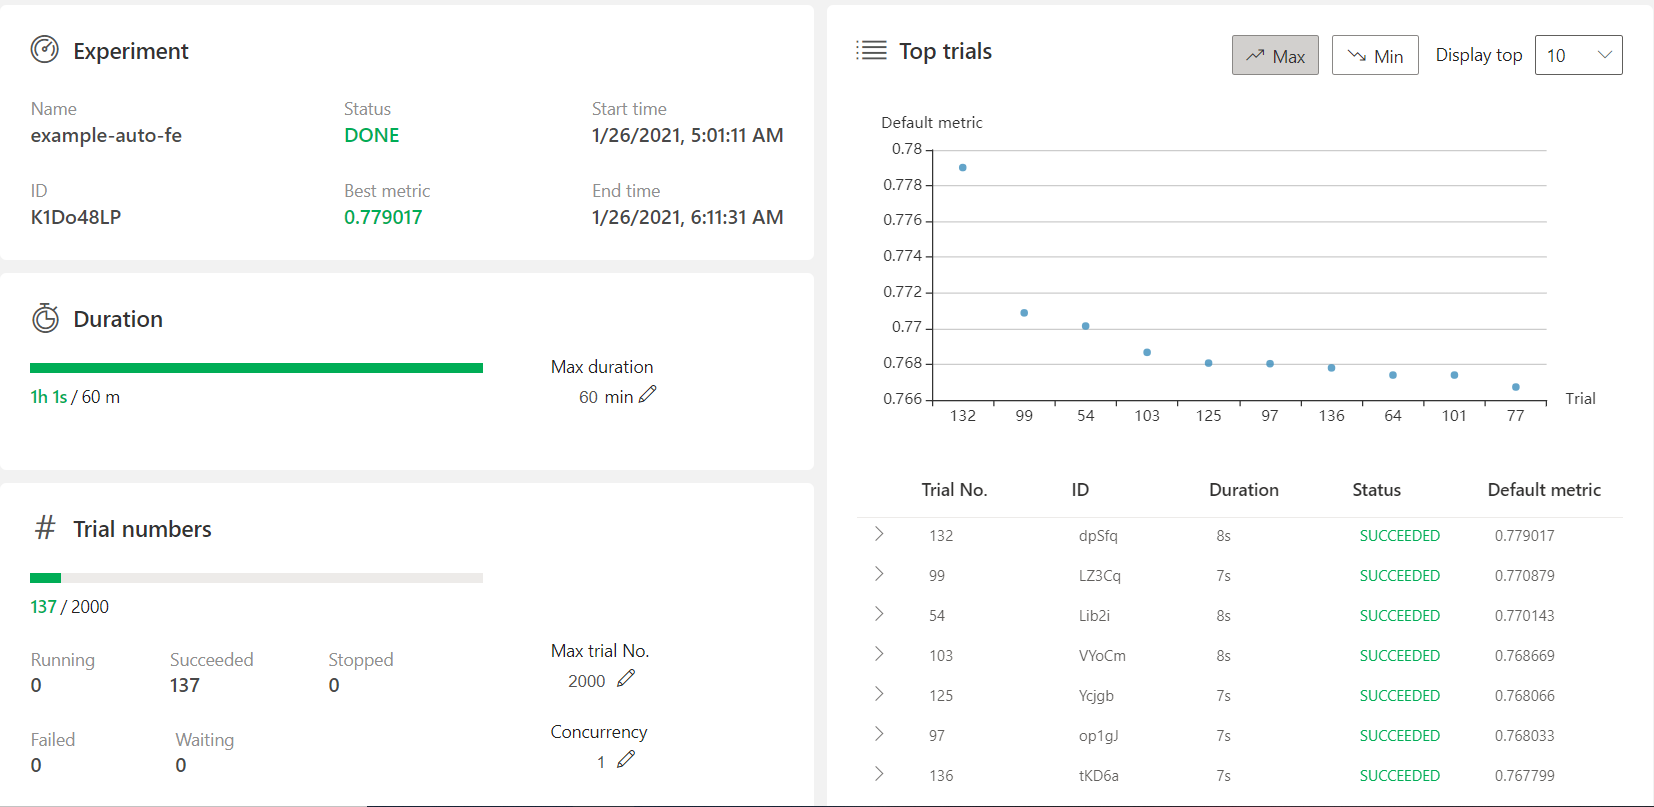 Experiment
Name
example-auto-fe
Status
DONE
Start time
1/26/2021, 5:01:11 AM
ID
K1Do48LP
Best metric
0.779017
End time
1/26/2021, 6:11:31 AM
Duration
1h 1s / 60 m
Max duration
60 min
# Trial numbers
137 / 2000
Running
0
Succeeded
137
Stopped
0
Max trial No.
2000
Failed
0
Waiting
0
Concurrency
1
Top trials
Max
Min
Display top
10
Default metric
0.78
0.778
0.776
0.774
0.772
0.77
0.768
0.766
132 99 54 103 125 97 136 64 101 77
Trial
Trial No. ID Duration Status Default metric
132 dpSfq 8s SUCCEEDED 0.779017
99 LZ3Cq 7s SUCCEEDED 0.770879
54 Lib2i 8s SUCCEEDED 0.770143
103 VYoCm 8s SUCCEEDED 0.768669
125 Ycjgb 7s SUCCEEDED 0.768066
97 op1gJ 7s SUCCEEDED 0.768033
136 tKD6a 7s SUCCEEDED 0.767799